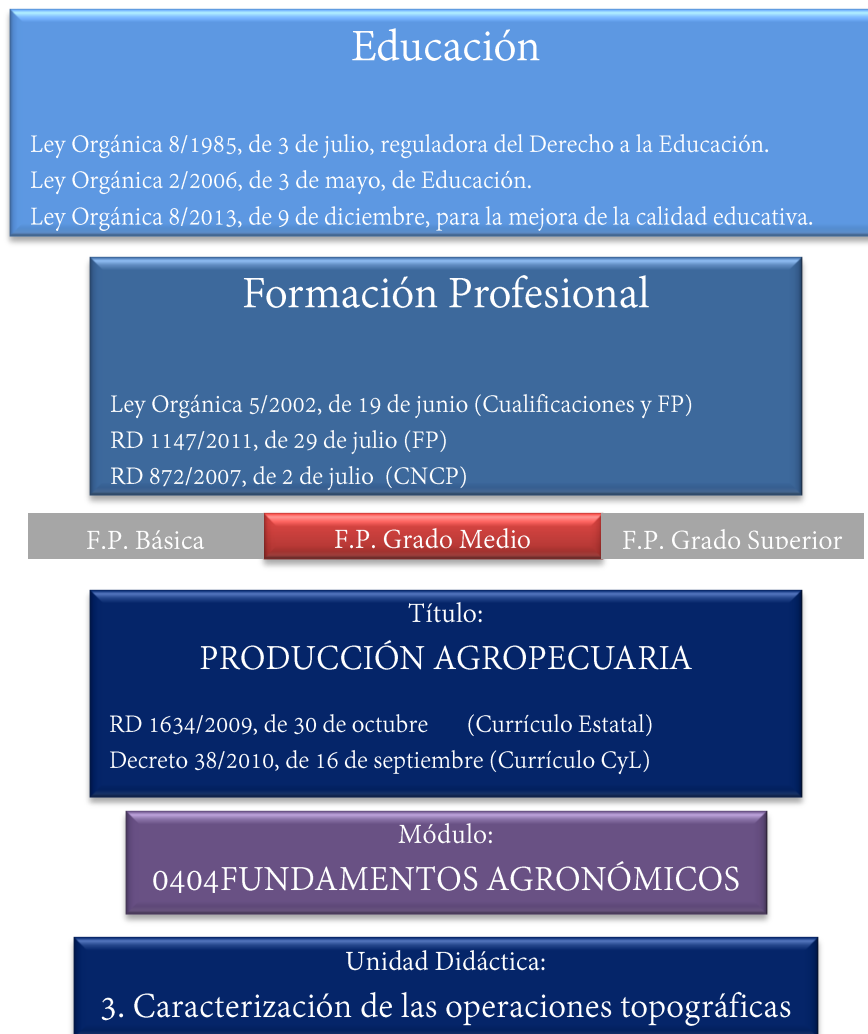 Educación
Ley Orgánica 8/1985, de 3 de julio, reguladora del Derecho a la Educación.
Ley Orgánica 2/2006, de 3 de mayo, de Educación.
Ley Orgánica 8/2013, de 9 de diciembre, para la mejora de la calidad educativa.
Formación Profesional
Ley Orgánica 5/2002, de 19 de junio (Cualificaciones y FP)
RD 1147/2011, de 29 de julio (FP)
RD 872/2007, de 2 de julio (CNCP)
F.P. Básica F.P. Grado Medio F.P. Grado Superior
Título:
PRODUCCIÓN AGROPECUARIA
RD 1634/2009, de 30 de octubre (Currículo Estatal)
Decreto 38/2010, de 16 de septiembre (Currículo CyL)
Módulo:
0404FUNDAMENTOS AGRONÓMICOS
Unidad Didáctica:
3. Caracterización de las operaciones topográficas